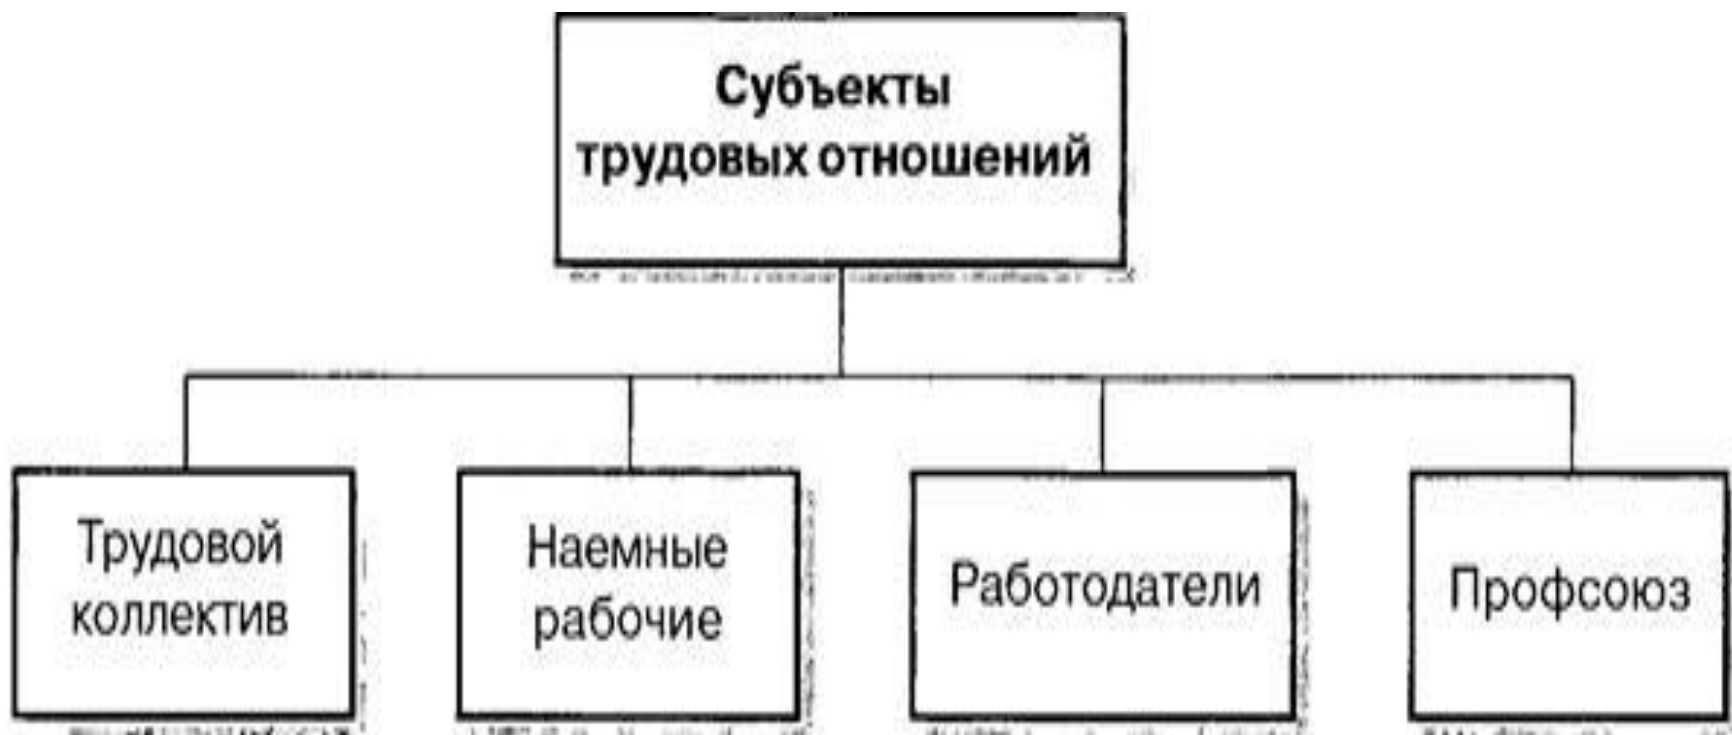 Субъекты
трудовых отношений
Трудовой
коллектив
Наемные
рабочие
Работодатели
Профсоюз